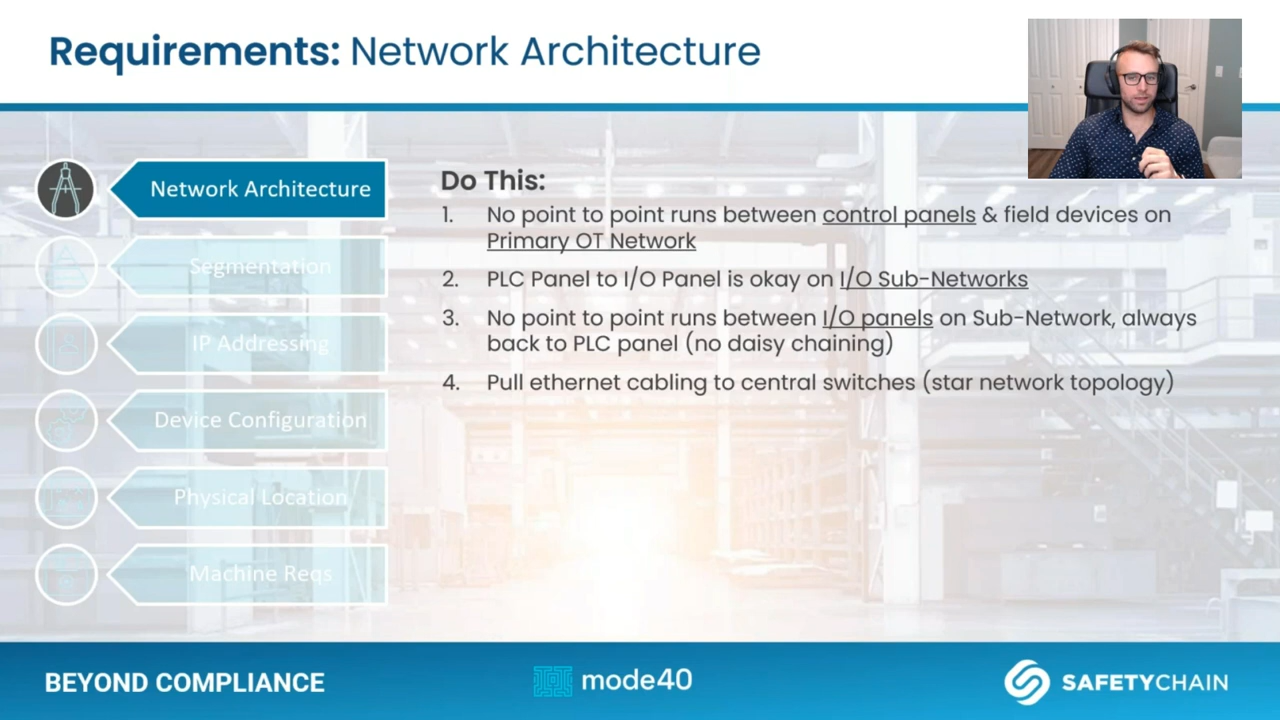 Requirements: Network Architecture
Network Architecture
Segmentation
IP Addressing
Device Configuration
Physical Location
Machine Reqs
Do This:
1. No point to point runs between control panels & field devices on
Primary OT Network
2. PLC Panel to I/O Panel is okay on I/O Sub-Networks
3. No point to point runs between I/O panels on Sub-Network, always
back to PLC panel (no daisy chaining)
4. Pull ethernet cabling to central switches (star network topology)
BEYOND COMPLIANCE
mode40
SAFETYCHAIN